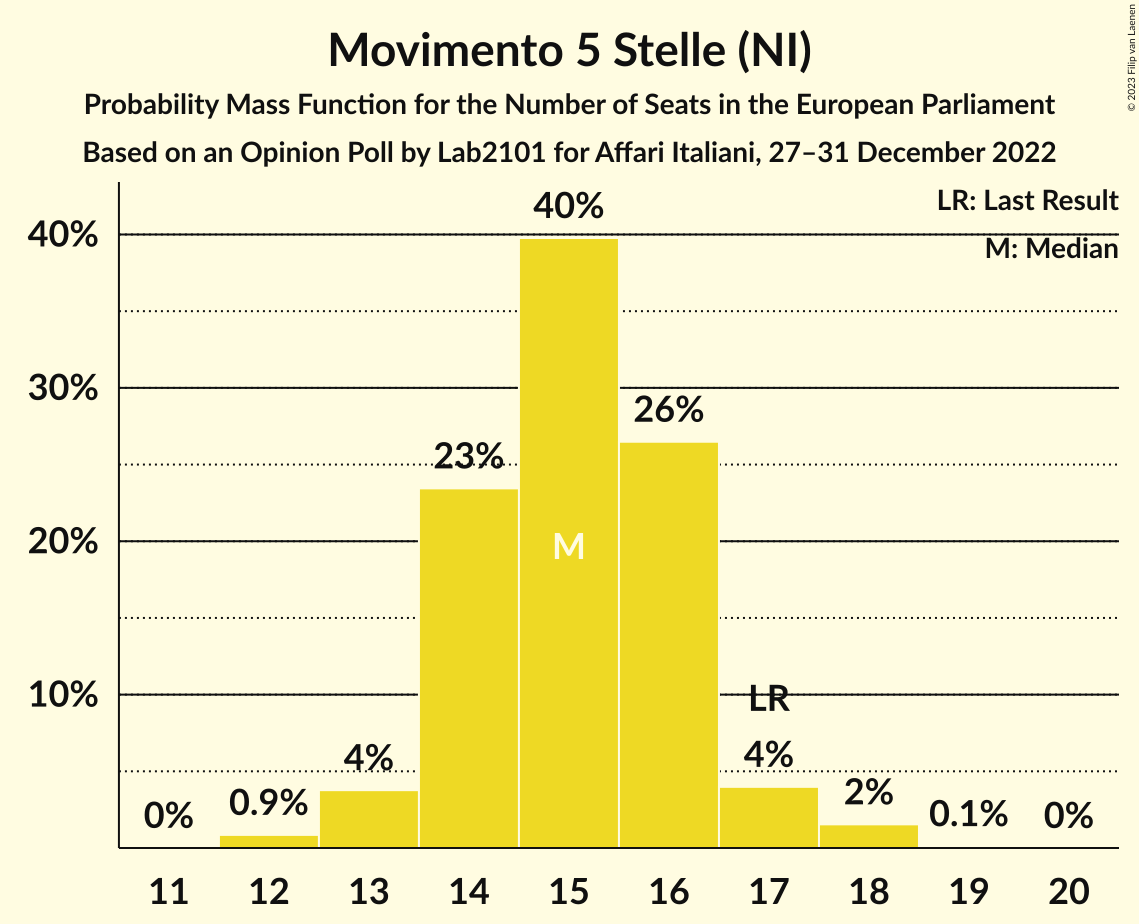 Movimento 5 Stelle (NI)
Probability Mass Function for the Number of Seats in the European Parliament
Based on an Opinion Poll by Lab2101 for Affari Italiani, 27–31 December 2022
© 2023 Filip van Laenen
LR: Last Result
M: Median
40%
30%
20%
10%
0%
0.9%
4%
23%
40%
M
26%
LR
4%
2%
0.1%
0%
11 12 13 14 15 16 17 18 19 20